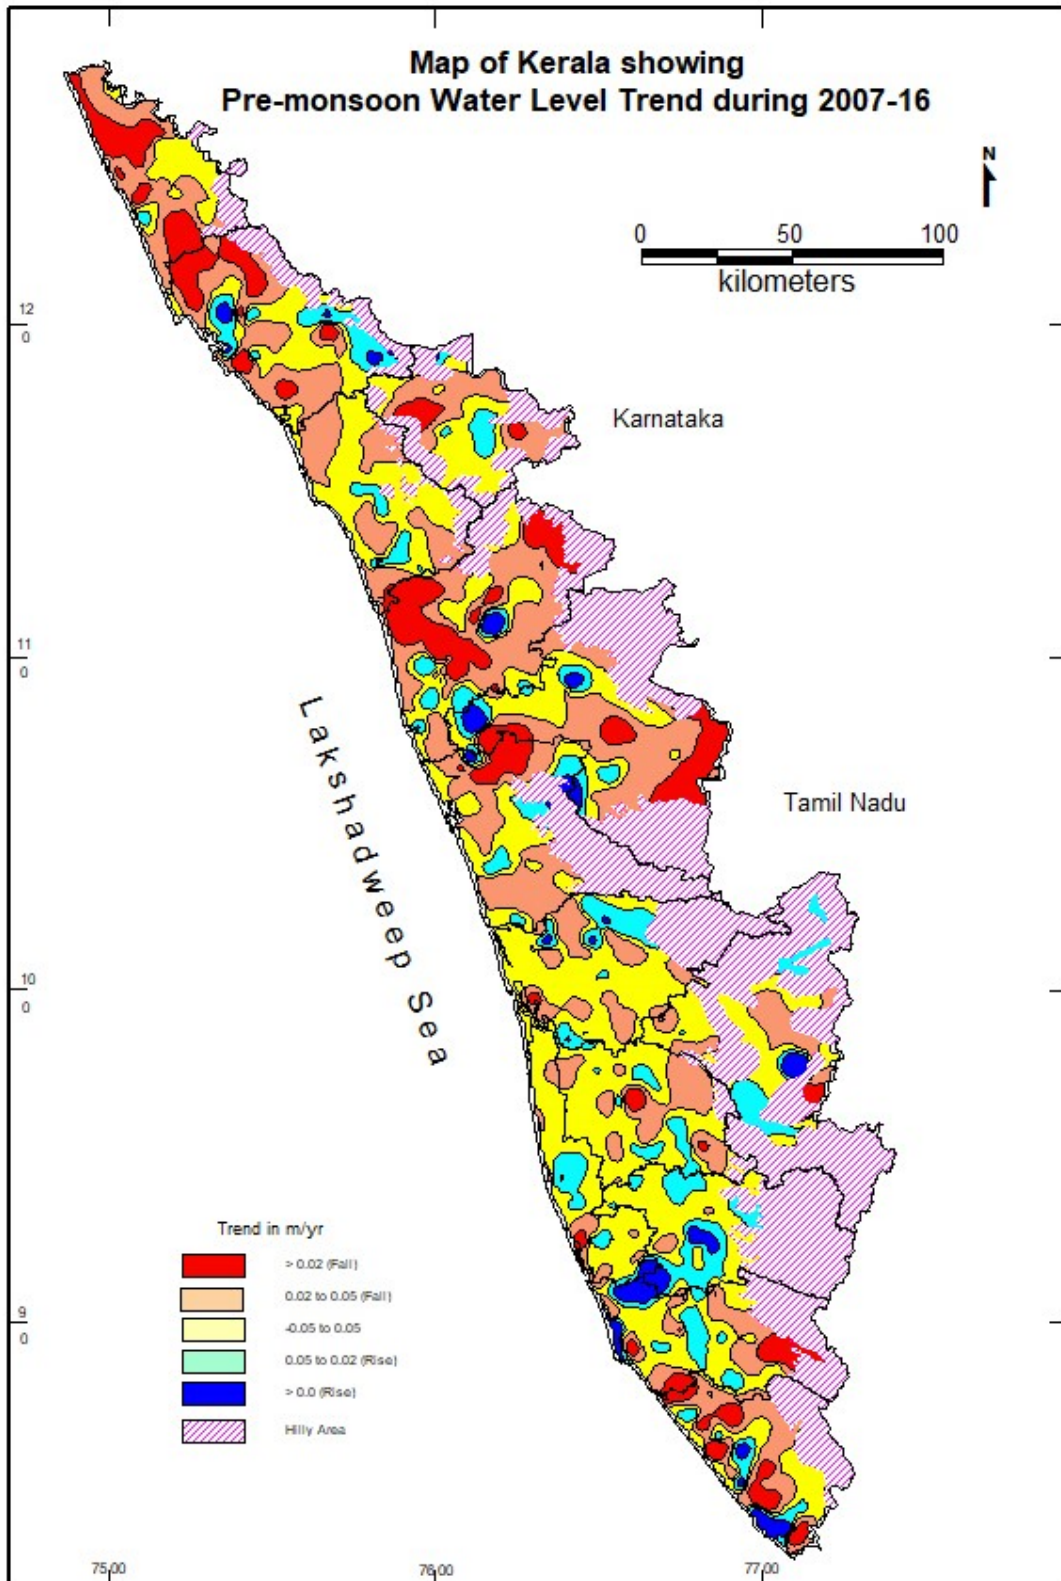 Map of Kerala showing
Pre-monsoon Water Level Trend during 2007-16
N
0 50 100
kilometers
12
0
Karnataka
11
0
Lakshadweep Sea
Tamil Nadu
10
0
9
0
Trend in m/yr
> 0.02 (Fall)
0.02 to 0.05 (Fall)
-0.05 to 0.05
0.05 to 0.02 (Rise)
> 0.0 (Rise)
Hilly Area
75.00 76.00 77.00